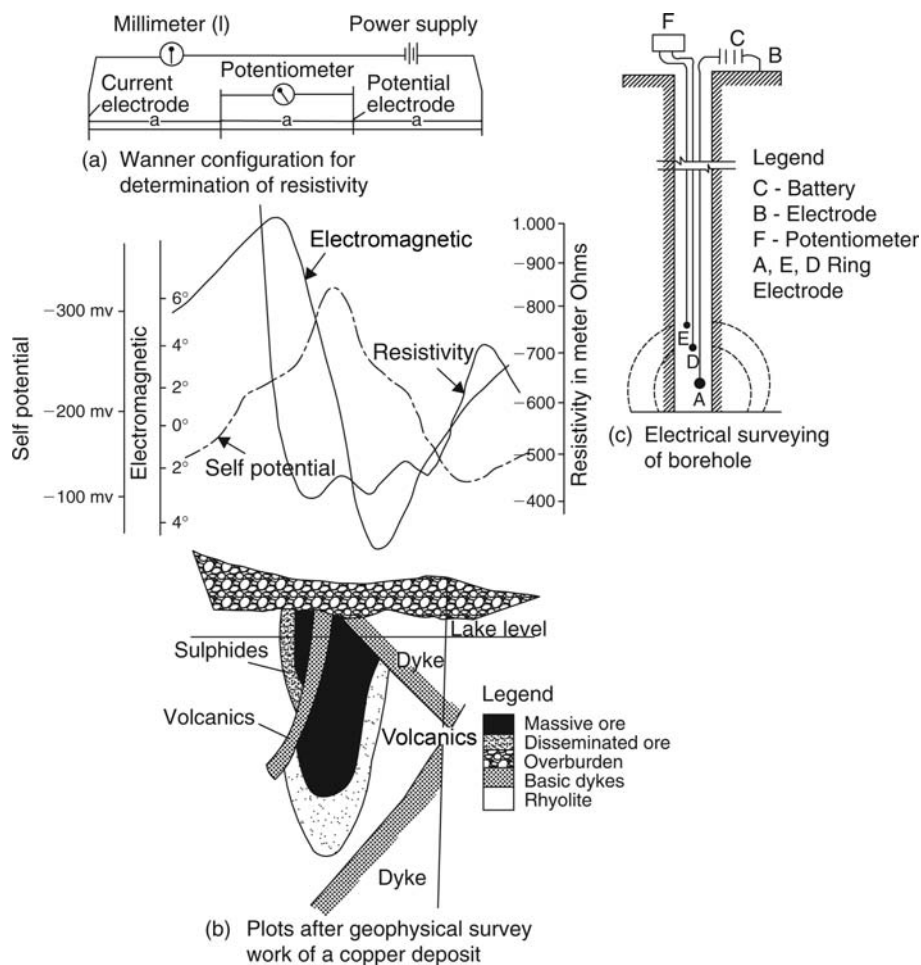 Millimeter (I)
Power supply
Potentiometer
Current
electrode
Potential
electrode
a
a
a
(a) Wanner configuration for
determination of resistivity
F
C
B
E
D
A
Legend
C - Battery
B - Electrode
F - Potentiometer
A, E, D Ring
Electrode
(c) Electrical surveying
of borehole
Self potential
−300 mv
−200 mv
−100 mv
Electromagnetic
6°
4°
2°
0°
2°
4°
Electromagnetic
Resistivity
Self potential
1.000
−900
−800
−700
−600
−500
−400
Resistivity in meter Ohms
Lake level
Sulphides
Dyke
Volcanics
Volcanics
Dyke
Legend
Massive ore
Disseminated ore
Overburden
Basic dykes
Rhyolite
(b) Plots after geophysical survey
work of a copper deposit